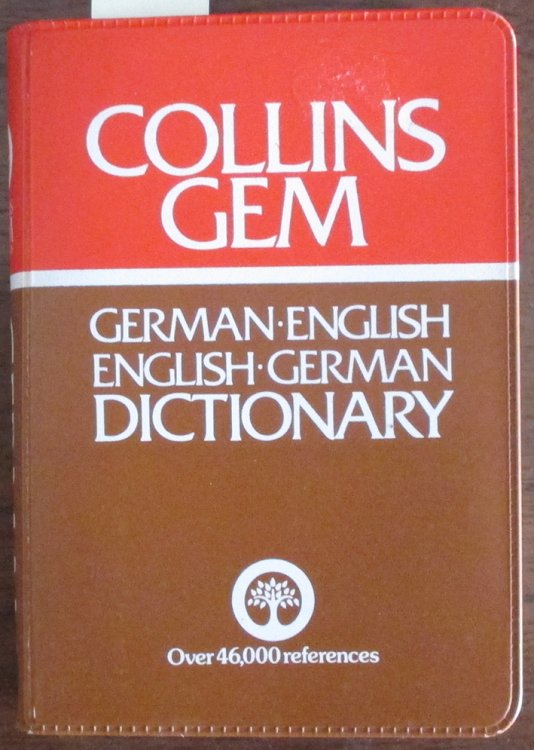 COLLINS
GEM
GERMAN·ENGLISH
ENGLISH·GERMAN
DICTIONARY
Over 46,000 references